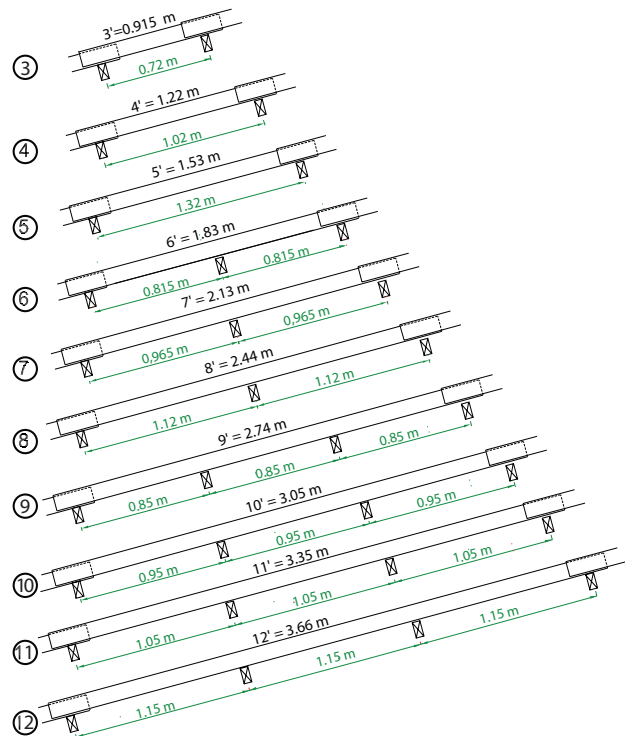 3'=0.915 m
③
0.72 m
4' = 1.22 m
④
1.02 m
5' = 1.53 m
⑤
1.32 m
6' = 1.83 m
⑥
0.815 m 0.815 m
7' = 2.13 m
⑦
0,965 m 0,965 m
8' = 2.44 m
⑧
1.12 m 1.12 m
9' = 2.74 m
⑨
0.85 m 0.85 m 0.85 m
10' = 3.05 m
⑩
0.95 m 0.95 m 0.95 m
11' = 3.35 m
⑪
1.05 m 1.05 m 1.05 m
12' = 3.66 m
⑫
1.15 m 1.15 m 1.15 m